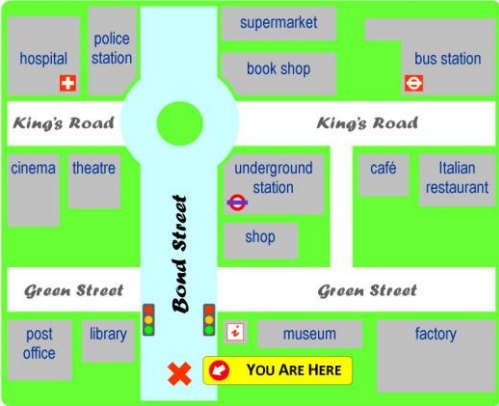 supermarket
police
station
hospital
book shop
bus station
King's Road
King's Road
cinema
theatre
underground
station
café
Italian
restaurant
Bond Street
shop
Green Street
Green Street
post
office
library
i
museum
factory
YOU ARE HERE